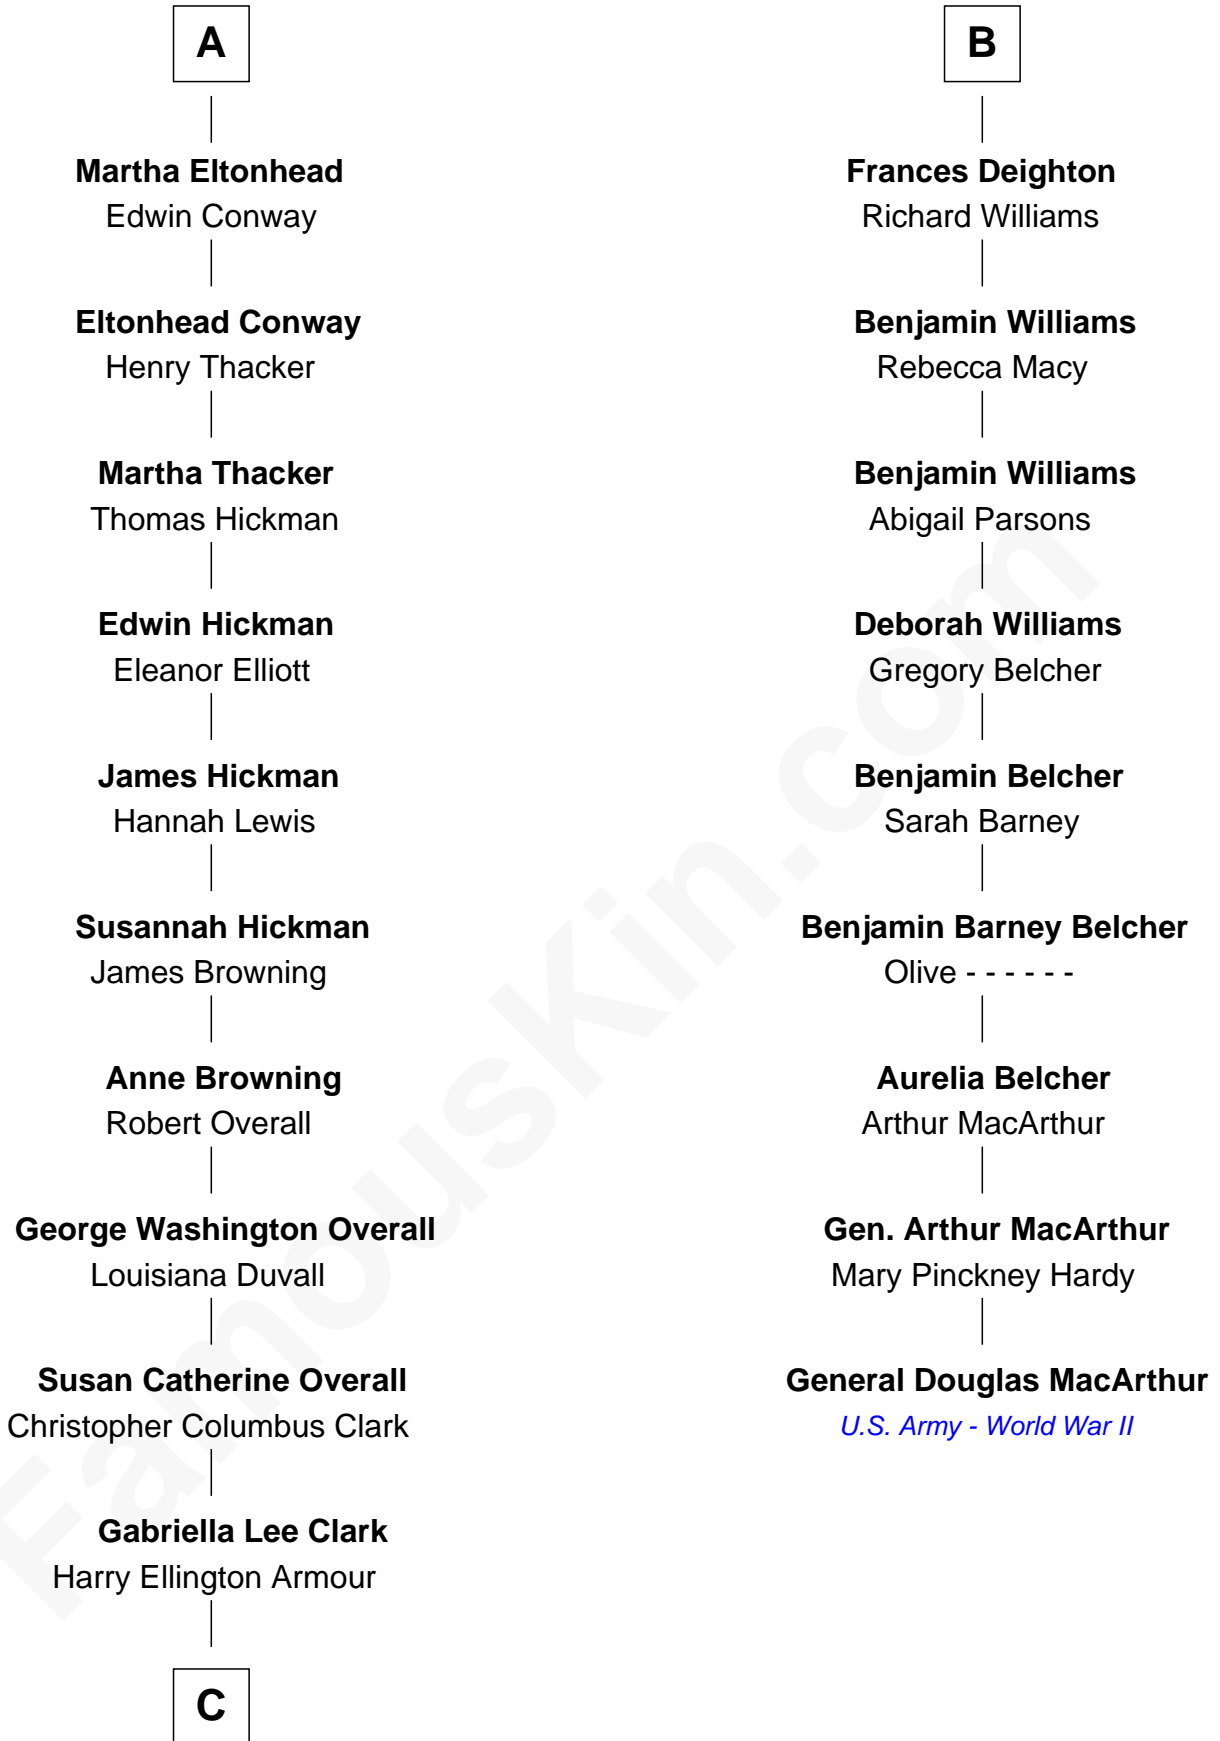 A
Martha Eltonhead
Edwin Conway
Eltonhead Conway
Henry Thacker
Martha Thacker
Thomas Hickman
Edwin Hickman
Eleanor Elliott
James Hickman
Hannah Lewis
Susannah Hickman
James Browning
Anne Browning
Robert Overall
George Washington Overall
Louisiana Duvall
Susan Catherine Overall
Christopher Columbus Clark
Gabriella Lee Clark
Harry Ellington Armour
C
B
Frances Deighton
Richard Williams
Benjamin Williams
Rebecca Macy
Benjamin Williams
Abigail Parsons
Deborah Williams
Gregory Belcher
Benjamin Belcher
Sarah Barney
Benjamin Barney Belcher
Olive - - - - - -
Aurelia Belcher
Arthur MacArthur
Gen. Arthur MacArthur
Mary Pinckney Hardy
General Douglas MacArthur
U.S. Army - World War II
FamousKin.com